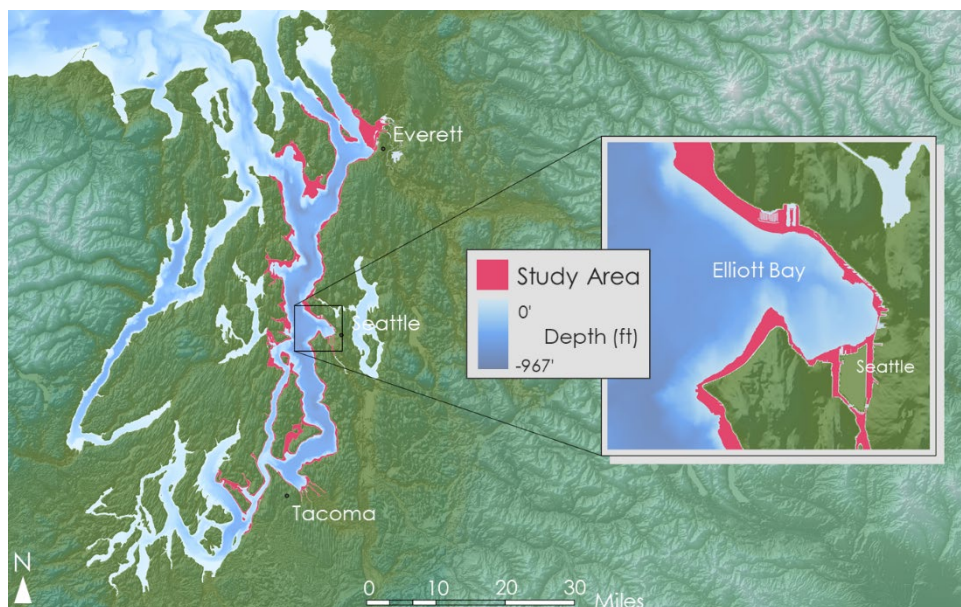 Everett
Seattle
Tacoma
Study Area
0'
Depth (ft)
-967'
Elliott Bay
Seattle
N
0 10 20 30
Miles